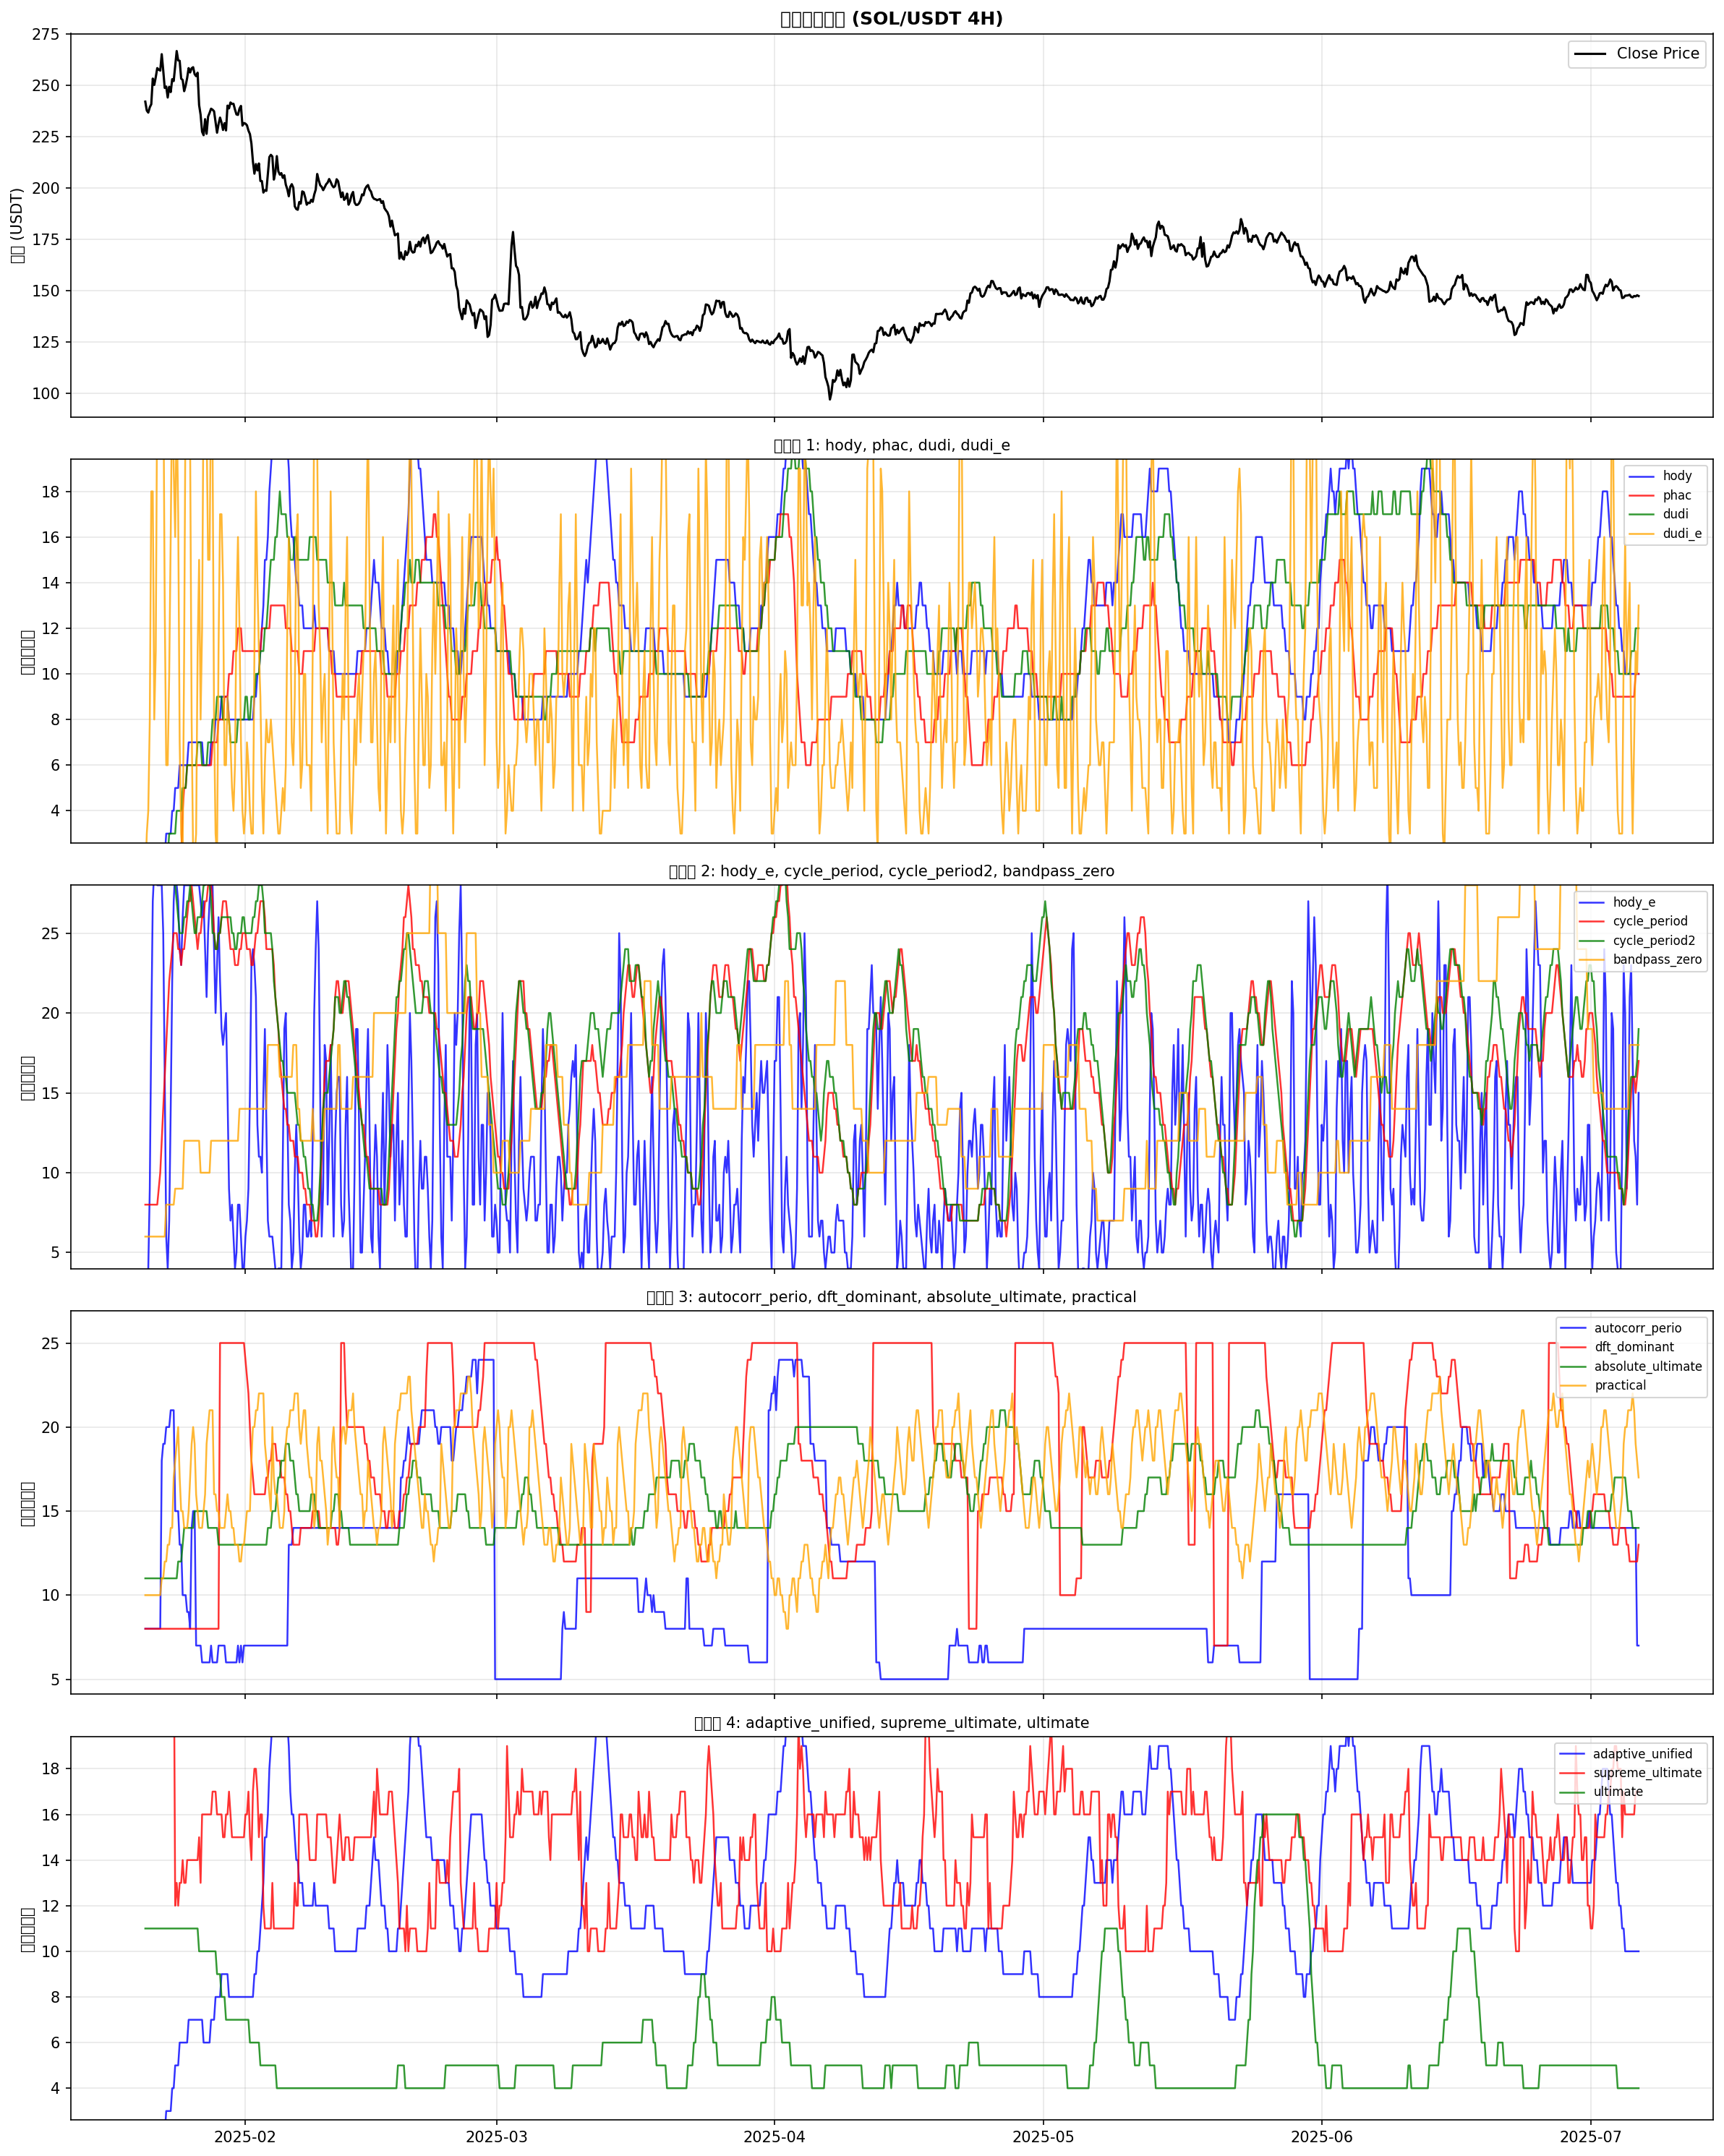 (SOL/USDT 4H)
275
250
225
200
175
150
125
100
(USDT)
Close Price
1: hody, phac, dudi, dudi_e
18
16
14
12
10
8
6
4
hody
phac
dudi
dudi_e
2: hody_e, cycle_period, cycle_period2, bandpass_zero
25
20
15
10
5
hody_e
cycle_period
cycle_period2
bandpass_zero
3: autocorr_perio, dft_dominant, absolute_ultimate, practical
25
20
15
10
5
autocorr_perio
dft_dominant
absolute_ultimate
practical
4: adaptive_unified, supreme_ultimate, ultimate
18
16
14
12
10
8
6
4
adaptive_unified
supreme_ultimate
ultimate
2025-02
2025-03
2025-04
2025-05
2025-06
2025-07